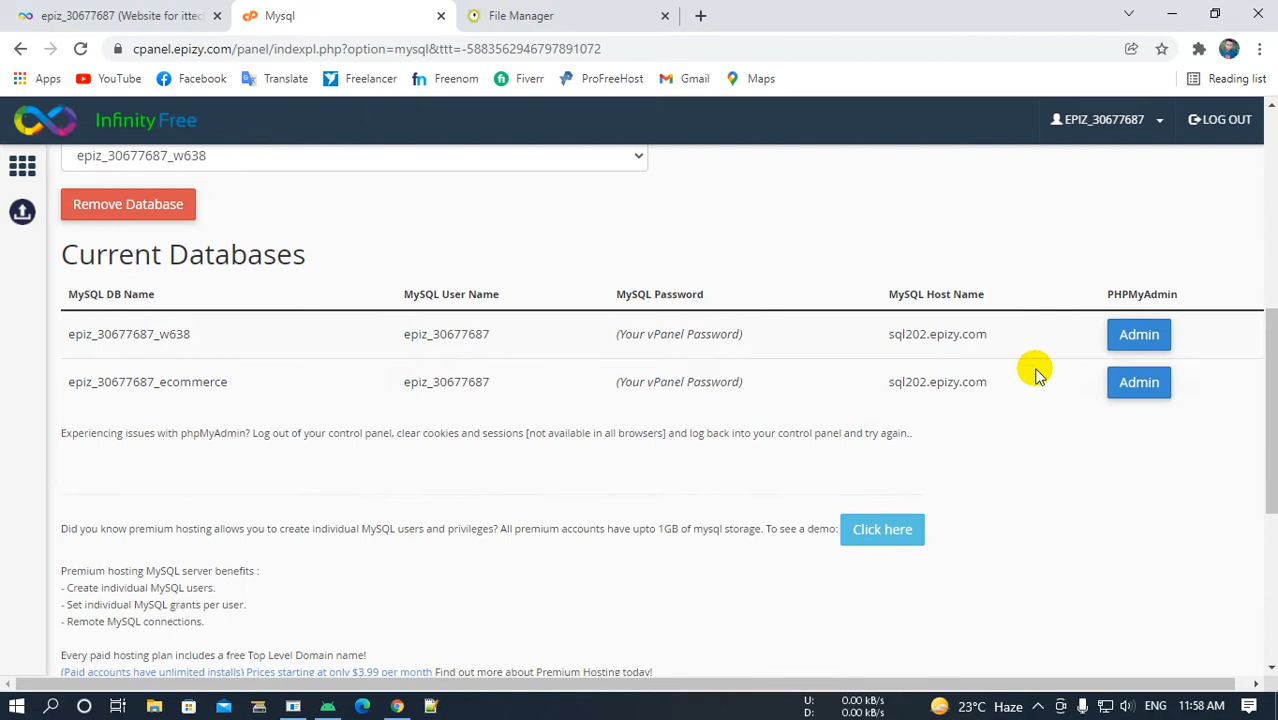 epiz_30677687 (Website for ittec
Mysql
File Manager
cpanel.epizy.com/panel/indexpl.php?option=mysql&ttt=-5883562946797891072
Apps
YouTube
Facebook
Translate
Freelancer
Freenom
Fiverr
ProFreeHost
Gmail
Maps
Reading list
InfinityFree
EPIZ_30677687
LOG OUT
epiz_30677687_w638
Remove Database
Current Databases
MySQL DB Name MySQL User Name MySQL Password MySQL Host Name PHPMyAdmin
epiz_30677687_w638 epiz_30677687 (Your vPanel Password) sql202.epizy.com Admin
epiz_30677687_ecommerce epiz_30677687 (Your vPanel Password) sql202.epizy.com Admin
Experiencing issues with phpMyAdmin? Log out of your control panel, clear cookies and sessions [not available in all browsers] and log back into your control panel and try again..
Did you know premium hosting allows you to create individual MySQL users and privileges? All premium accounts have upto 1GB of mysql storage. To see a demo: Click here
Premium hosting MySQL server benefits :
- Create individual MySQL users.
- Set individual MySQL grants per user.
- Remote MySQL connections.
Every paid hosting plan includes a free Top Level Domain name!
(Paid accounts have unlimited installs) Prices starting at only $3.99 per month Find out more about Premium Hosting today!
U: 0.00 kB/s
D: 0.00 kB/s
23°C Haze
ENG
11:58 AM